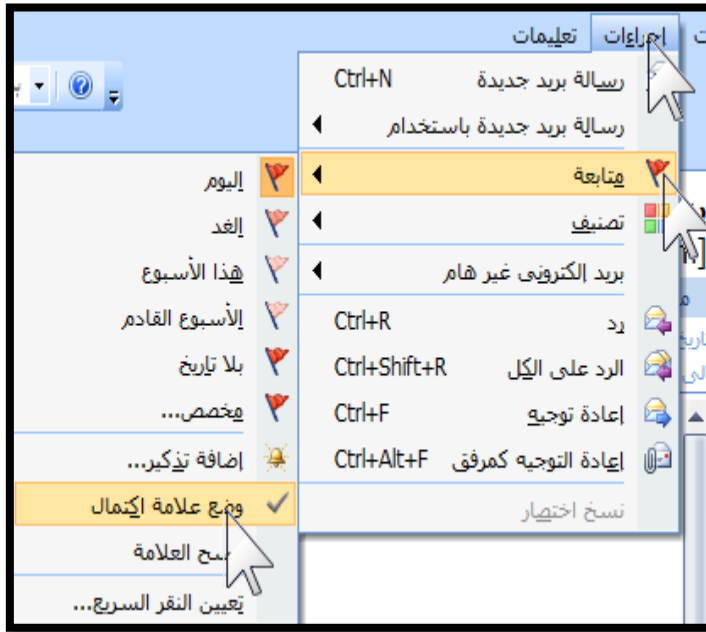 إجراءات تعليمات
رسالة بريد جديدة Ctrl+N
رسالة بريد جديدة باستخدام
متابعة
تصنيف
بريد إلكترونى غير هام
رد Ctrl+R
الرد على الكل Ctrl+Shift+R
إعادة توجيه Ctrl+F
إعادة التوجيه كمرفق Ctrl+Alt+F
نسخ اختصار
اليوم
الغد
هذا الأسبوع
الأسبوع القادم
بلا تاريخ
مخصص...
إضافة تذكير...
وضع علامة اكتمال
العلامة
تعيين النقر السريع...